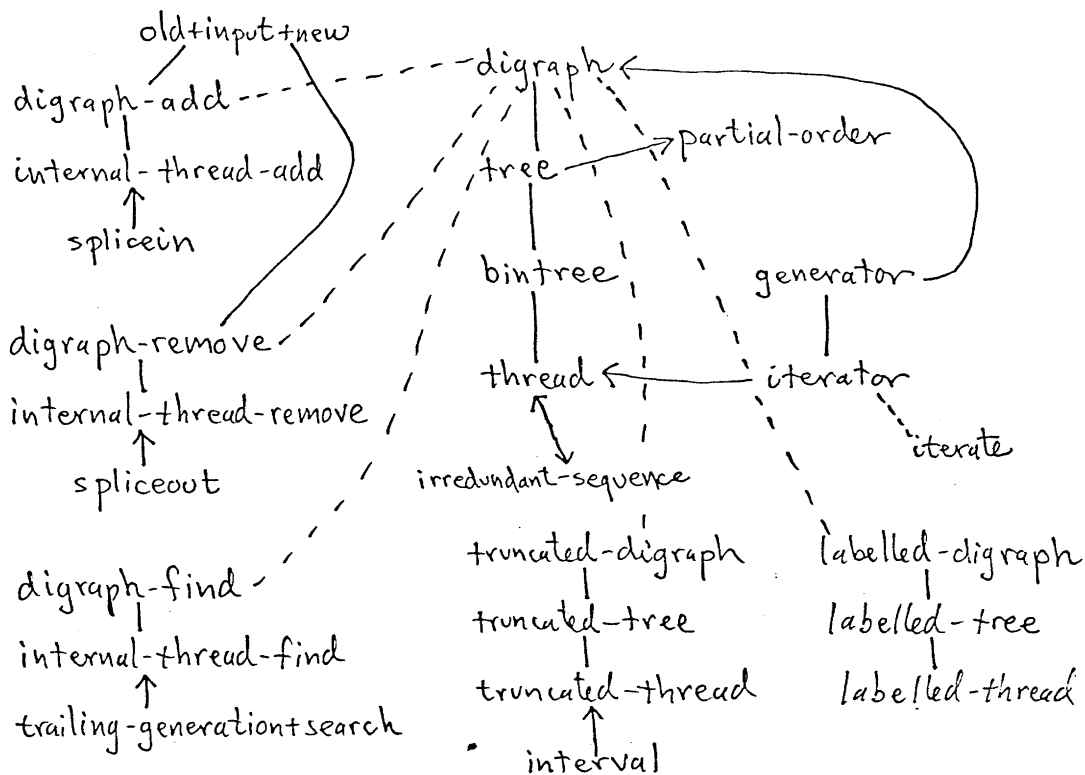 old+input+new
digraph-add
internal-thread-add
splicein
digraph-remove
internal-thread-remove
spliceout
digraph-find
internal-thread-find
trailing-generation+search
digraph
tree
partial-order
bintree
thread
irredundant-sequence
truncated-digraph
truncated-tree
truncated-thread
interval
generator
iterator
iterate
labelled-digraph
labelled-tree
labelled-thread